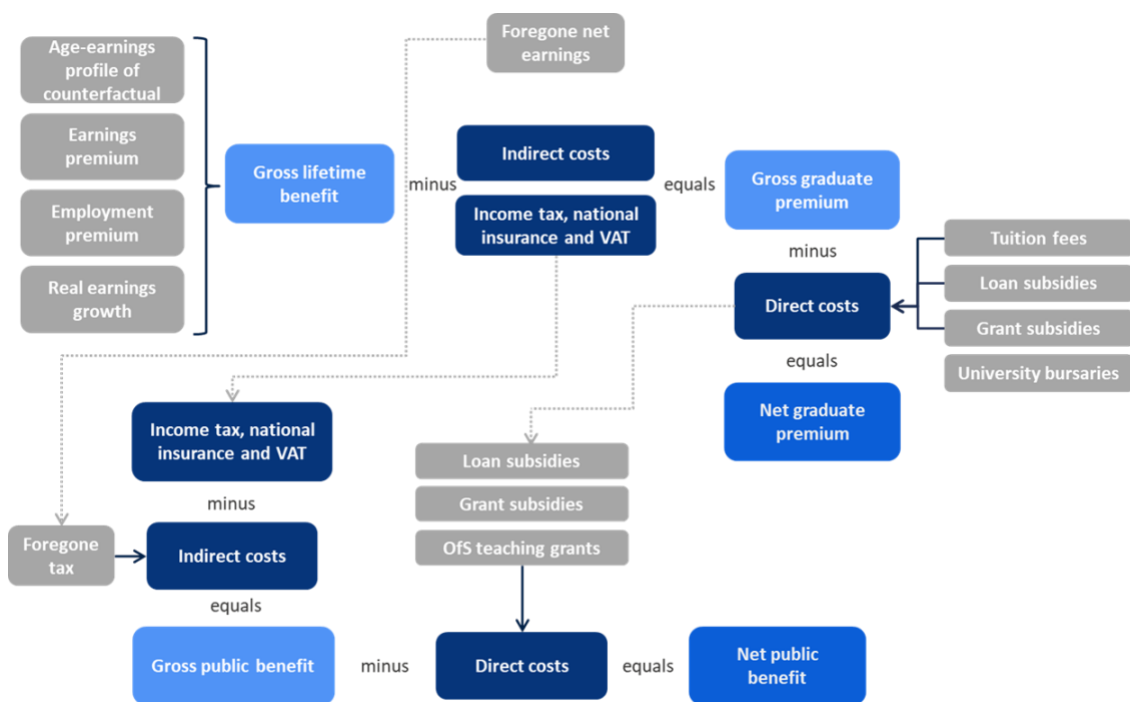 Age-earnings
profile of
counterfactual
Earnings
premium
Employment
premium
Real earnings
growth
Gross lifetime
benefit
Foregone net
earnings
minus
Indirect costs
Income tax, national
insurance and VAT
equals
Gross graduate
premium
minus
Direct costs
Tuition fees
Loan subsidies
Grant subsidies
University bursaries
equals
Net graduate
premium
Income tax, national
insurance and VAT
minus
Foregone
tax
Indirect costs
equals
Loan subsidies
Grant subsidies
OfS teaching grants
Gross public benefit
minus
Direct costs
equals
Net public
benefit